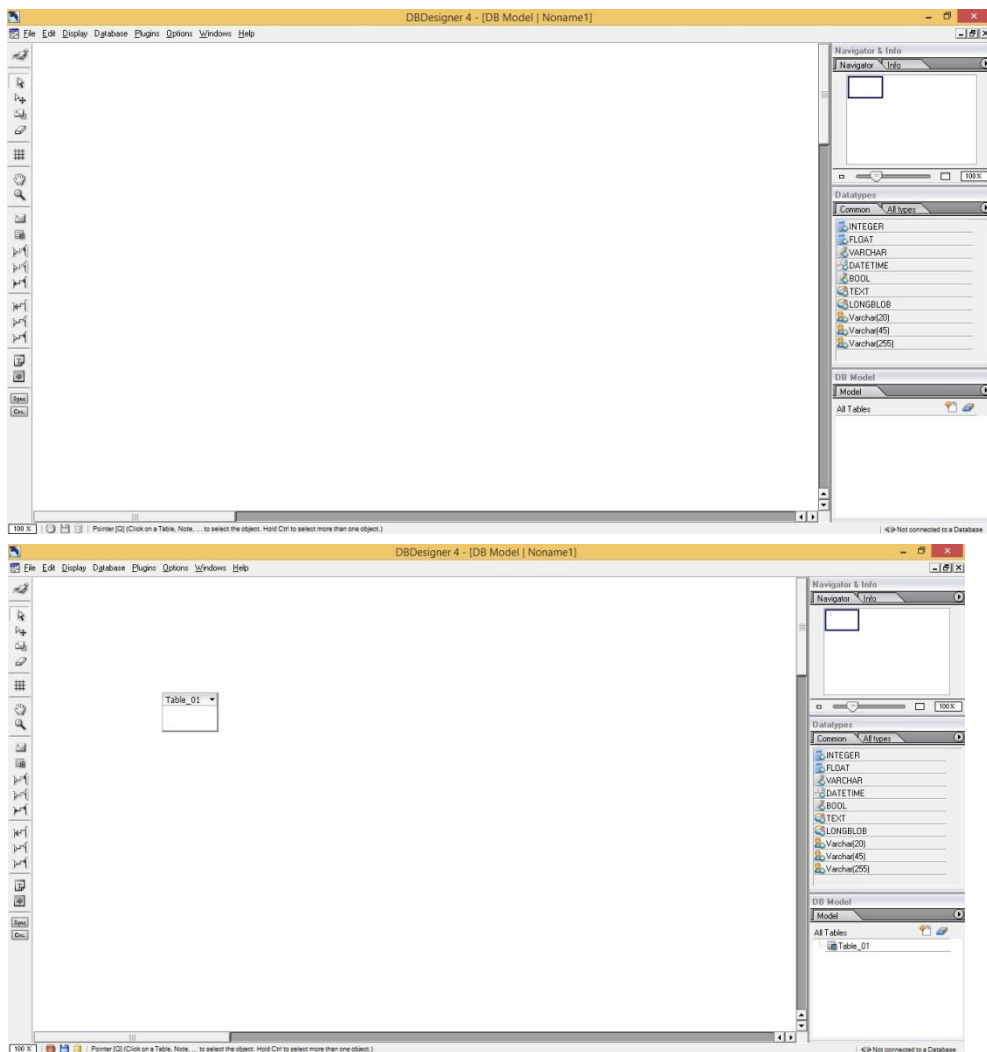 DBDesigner 4 - [DB Model | Noname1]
File Edit Display Database Plugins Options Windows Help
Navigator & Info
Navigator Info
100 %
Datatypes
Common All types
INTEGER
FLOAT
VARCHAR
DATETIME
BOOL
TEXT
LONGBLOB
Varchar(20)
Varchar(45)
Varchar(255)
DB Model
Model
All Tables
Sync
100 % Pointer [Q] (Click on a Table, Note, ... to select the object. Hold Ctrl to select more than one object.) Not connected to a Database
DBDesigner 4 - [DB Model | Noname1]
File Edit Display Database Plugins Options Windows Help
Navigator & Info
Navigator Info
100 %
Table_01
Datatypes
Common All types
INTEGER
FLOAT
VARCHAR
DATETIME
BOOL
TEXT
LONGBLOB
Varchar(20)
Varchar(45)
Varchar(255)
DB Model
Model
All Tables
Table_01
Sync
100 % Pointer [Q] (Click on a Table, Note, ... to select the object. Hold Ctrl to select more than one object.) Not connected to a Database